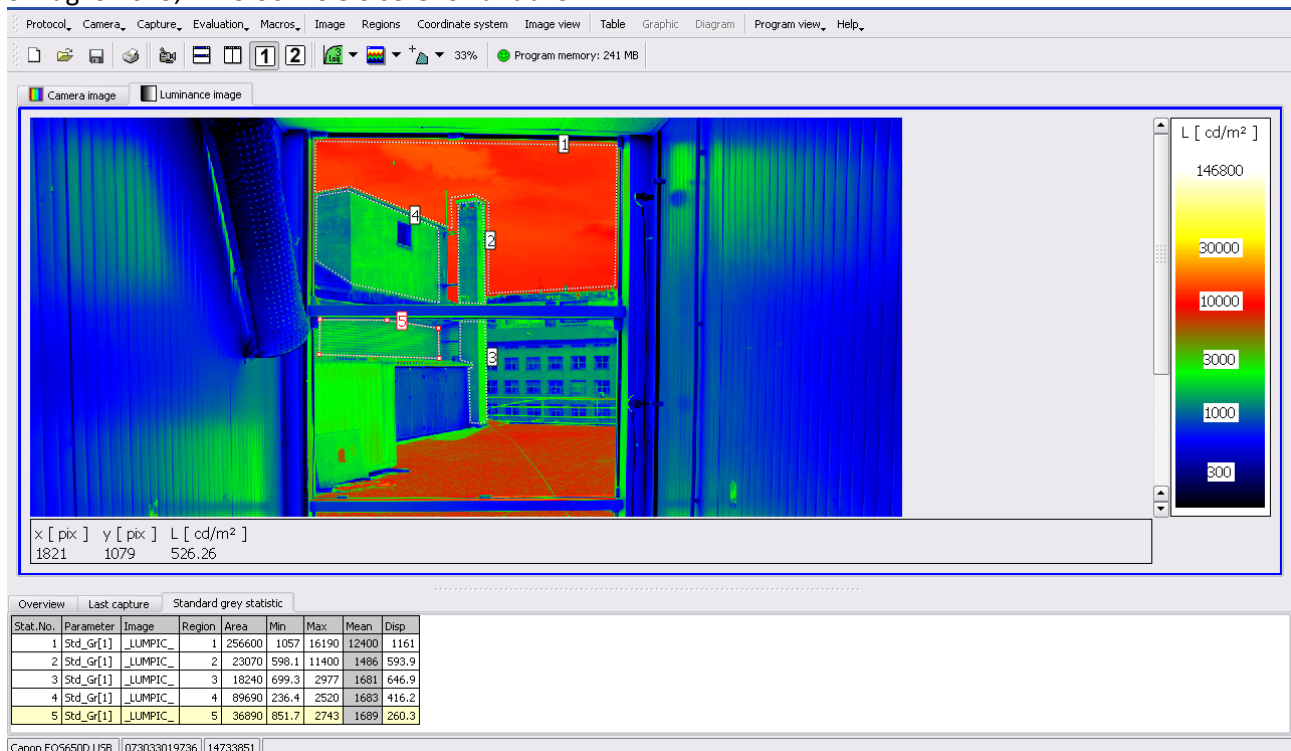 Protocol Camera Capture Evaluation Macros Image Regions Coordinate system Image view Table Graphic Diagram Program view Help
1 2 Log 33% Program memory: 241 MB
Camera image Luminance image
L [ cd/m² ]
146800
30000
10000
3000
1000
300
1
4
2
5
3
x [ pix ] y [ pix ] L [ cd/m² ]
1821 1079 526.26
Overview Last capture Standard grey statistic
Stat.No. Parameter Image Region Area Min Max Mean Disp
1 Std_Gr[1] _LUMPIC_ 1 256600 1057 16190 12400 1161
2 Std_Gr[1] _LUMPIC_ 2 23070 598.1 11400 1486 593.9
3 Std_Gr[1] _LUMPIC_ 3 18240 699.3 2977 1681 646.9
4 Std_Gr[1] _LUMPIC_ 4 89690 236.4 2520 1683 416.2
5 Std_Gr[1] _LUMPIC_ 5 36890 851.7 2743 1689 260.3
Canon EOS650D USB 073033019736 14733851